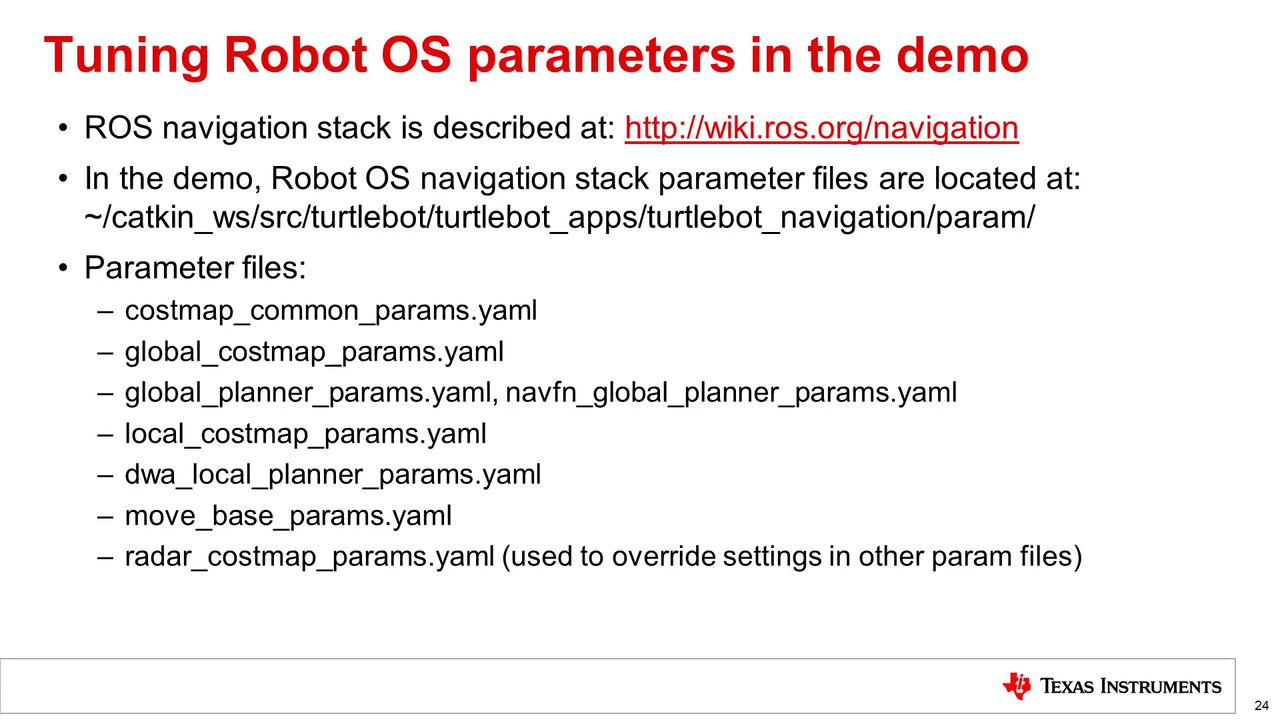 Tuning Robot OS parameters in the demo
• ROS navigation stack is described at: http://wiki.ros.org/navigation
• In the demo, Robot OS navigation stack parameter files are located at:
~/catkin_ws/src/turtlebot/turtlebot_apps/turtlebot_navigation/param/
• Parameter files:
– costmap_common_params.yaml
– global_costmap_params.yaml
– global_planner_params.yaml, navfn_global_planner_params.yaml
– local_costmap_params.yaml
– dwa_local_planner_params.yaml
– move_base_params.yaml
– radar_costmap_params.yaml (used to override settings in other param files)
TEXAS INSTRUMENTS
24